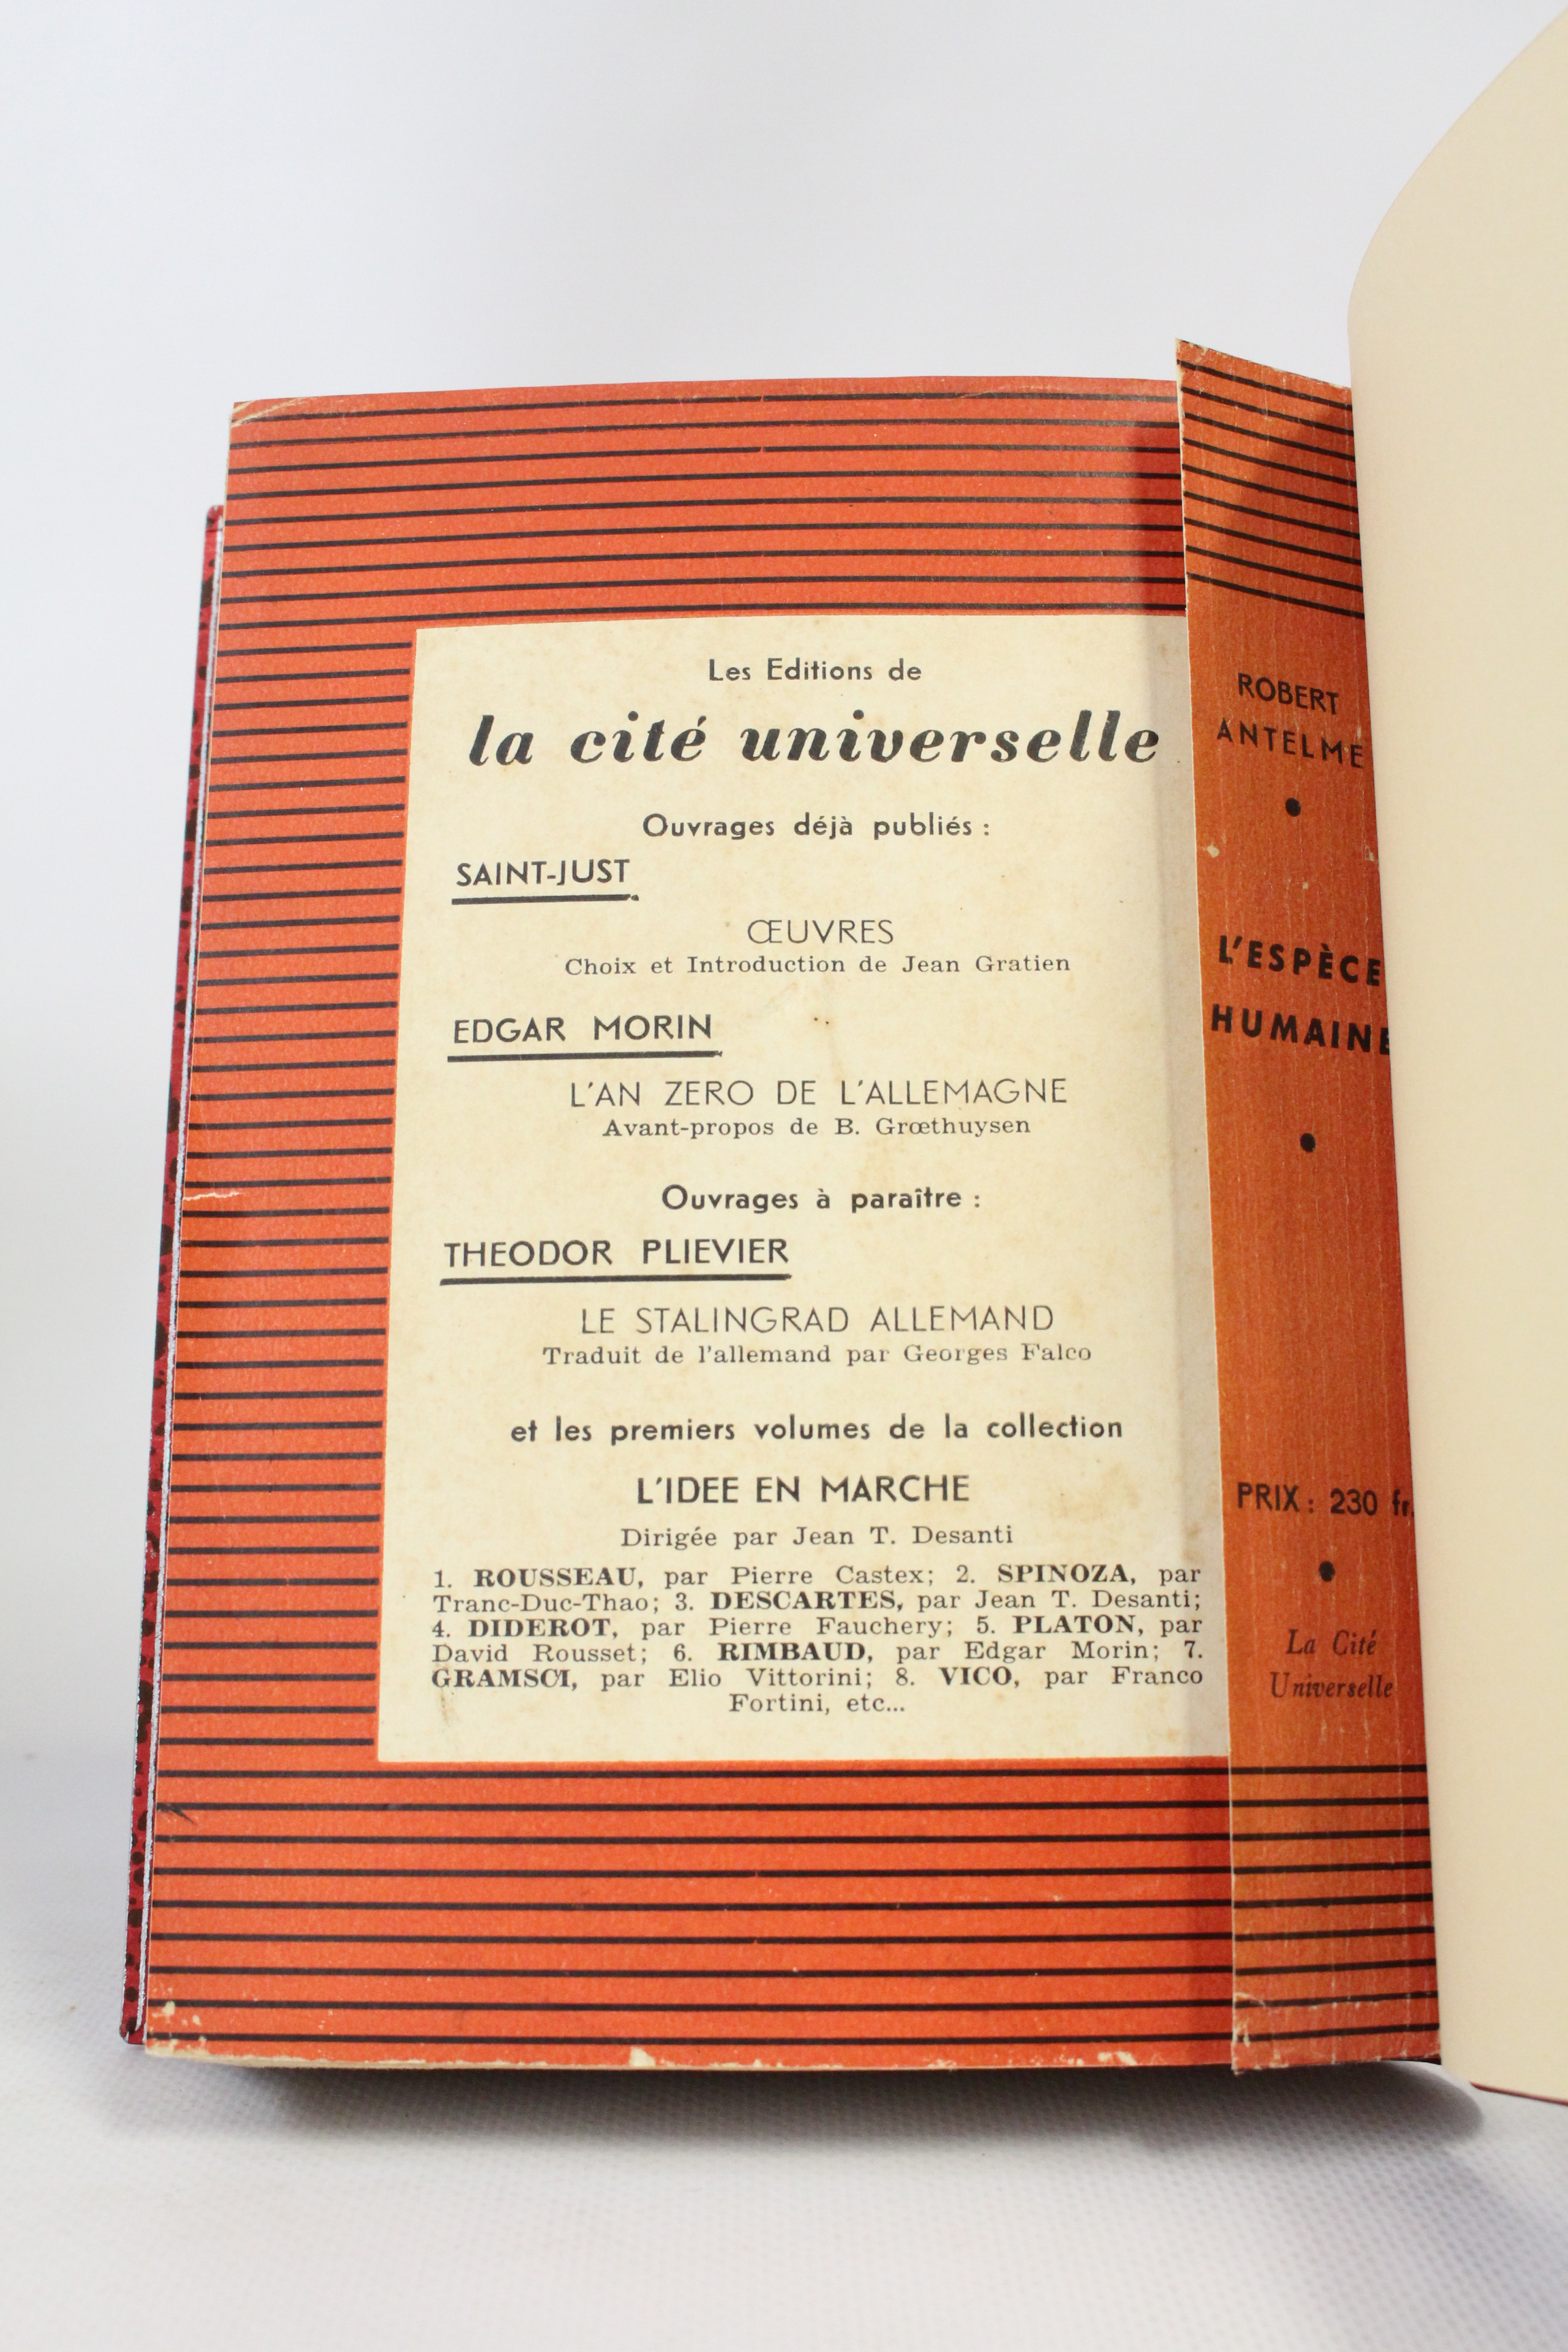 Les Editions de
la cité universelle
Ouvrages déjà publiés :
SAINT-JUST
ŒUVRES
Choix et Introduction de Jean Gratien
EDGAR MORIN
L'AN ZERO DE L'ALLEMAGNE
Avant-propos de B. Grœthuysen
Ouvrages à paraître :
THEODOR PLIEVIER
LE STALINGRAD ALLEMAND
Traduit de l'allemand par Georges Falco
et les premiers volumes de la collection
L'IDEE EN MARCHE
Dirigée par Jean T. Desanti
1. ROUSSEAU, par Pierre Castex; 2. SPINOZA, par
Tranc-Duc-Thao; 3. DESCARTES, par Jean T. Desanti;
4. DIDEROT, par Pierre Fauchery; 5. PLATON, par
David Rousset; 6. RIMBAUD, par Edgar Morin; 7.
GRAMSCI, par Elio Vittorini; 8. VICO, par Franco
Fortini, etc...
ROBERT
ANTELME
L'ESPÈCE
HUMAINE
PRIX : 230 fr.
La Cité
Universelle